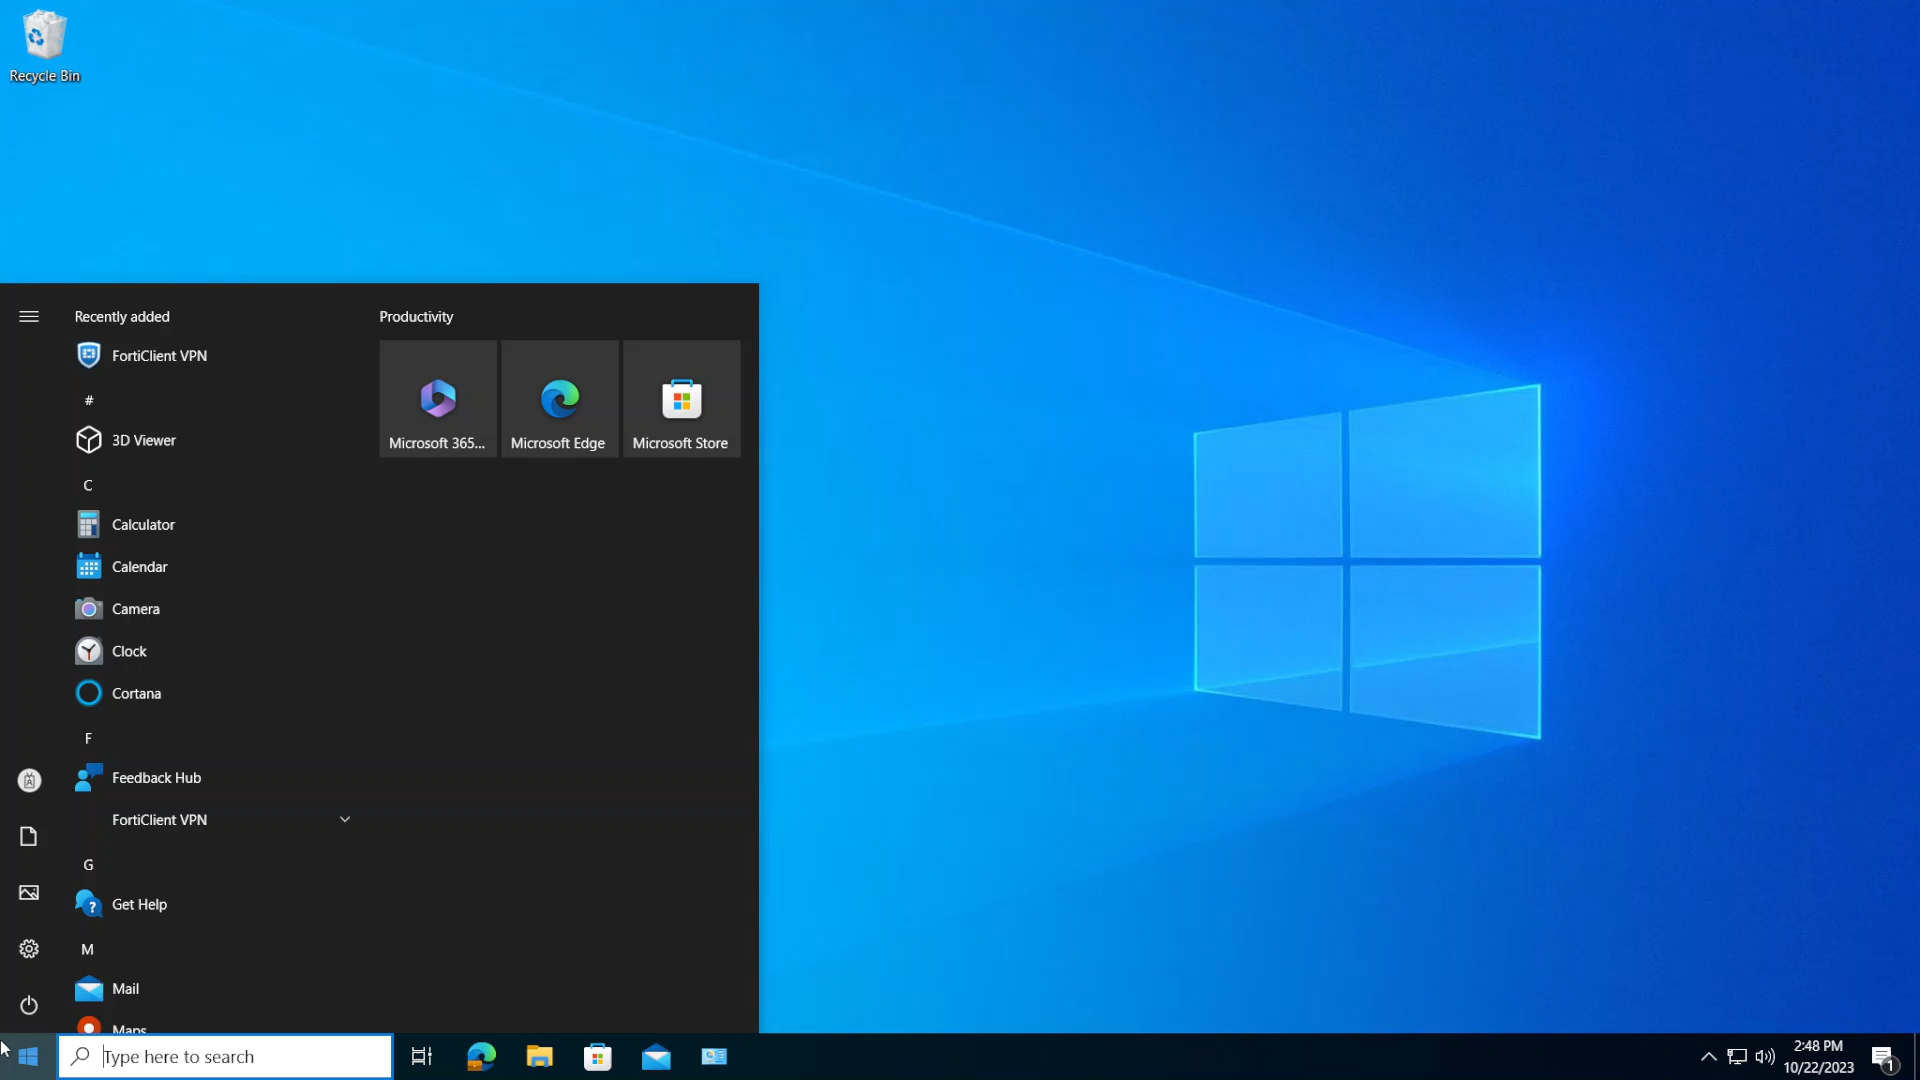 Recycle Bin
Recently added
FortiClient VPN
#
3D Viewer
C
Calculator
Calendar
Camera
Clock
Cortana
F
Feedback Hub
FortiClient VPN
G
Get Help
M
Mail
Maps
Productivity
Microsoft 365...
Microsoft Edge
Microsoft Store
Type here to search
2:48 PM
10/22/2023
1